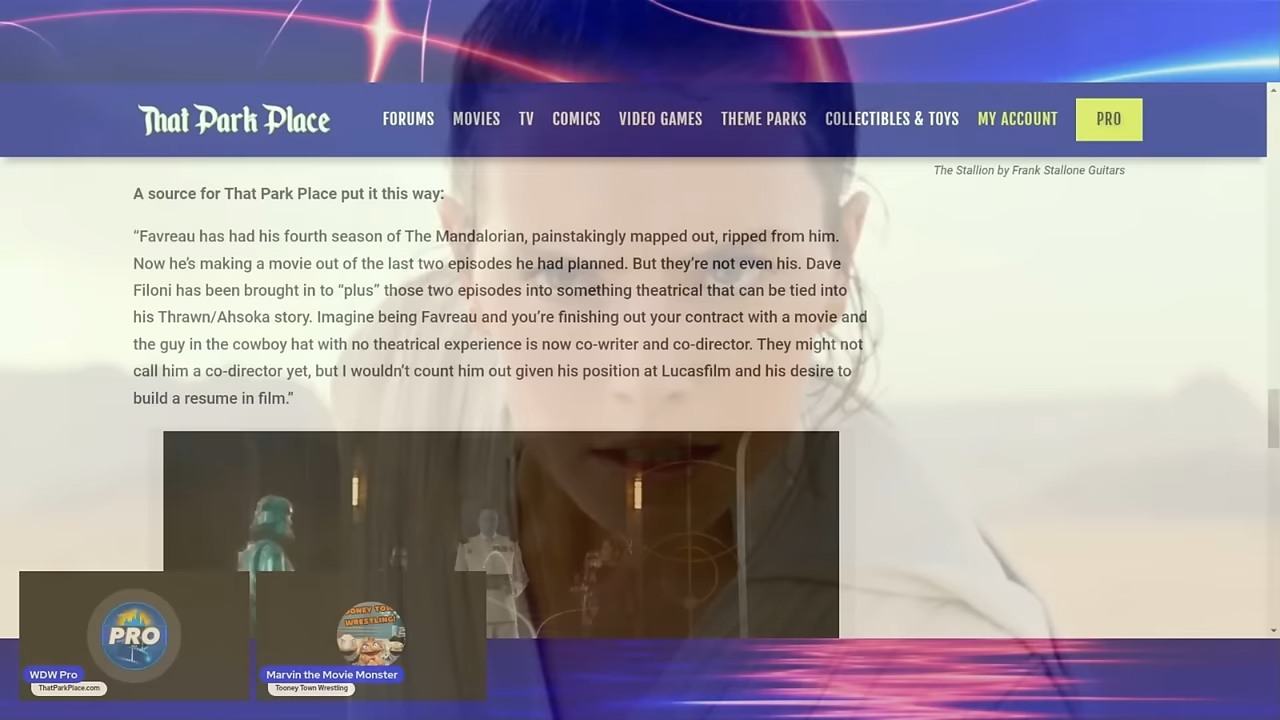 That Park Place
FORUMS MOVIES TV COMICS VIDEO GAMES THEME PARKS COLLECTIBLES & TOYS MY ACCOUNT PRO
The Stallion by Frank Stallone Guitars
A source for That Park Place put it this way:
“Favreau has had his fourth season of The Mandalorian, painstakingly mapped out, ripped from him.
Now he’s making a movie out of the last two episodes he had planned. But they’re not even his. Dave
Filoni has been brought in to “plus” those two episodes into something theatrical that can be tied into
his Thrawn/Ahsoka story. Imagine being Favreau and you’re finishing out your contract with a movie and
the guy in the cowboy hat with no theatrical experience is now co-writer and co-director. They might not
call him a co-director yet, but I wouldn’t count him out given his position at Lucasfilm and his desire to
build a resume in film.”
PRO
WRESTLING!
WDW Pro
ThatParkPlace.com
Marvin the Movie Monster
Tooney Town Wrestling